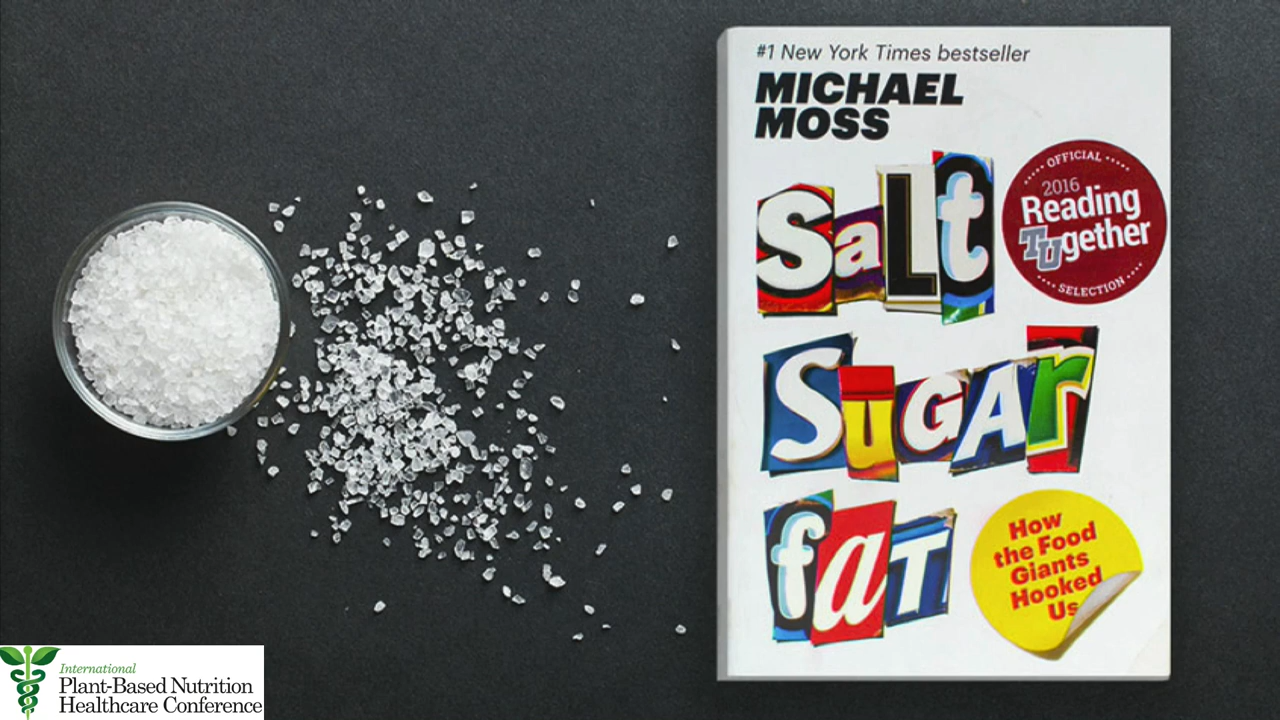 #1 New York Times bestseller
MICHAEL
MOSS
SaLt
OFFICIAL
2016
Reading
TUgether
SELECTION
SuGAr
faT
How
the Food
Giants
Hooked
Us
International
Plant-Based Nutrition
Healthcare Conference